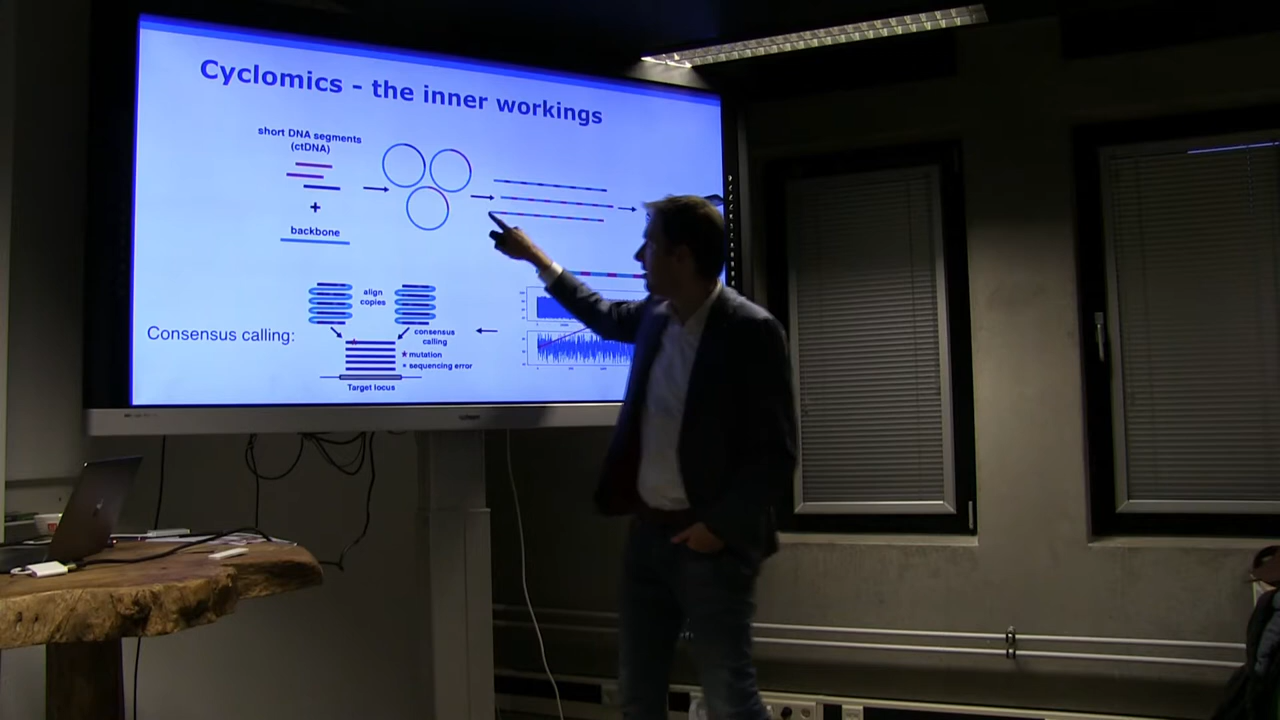 Cyclomics - the inner workings
short DNA segments
(ctDNA)
+
backbone
align
copies
Consensus calling:
consensus
calling
mutation
sequencing error
Target locus